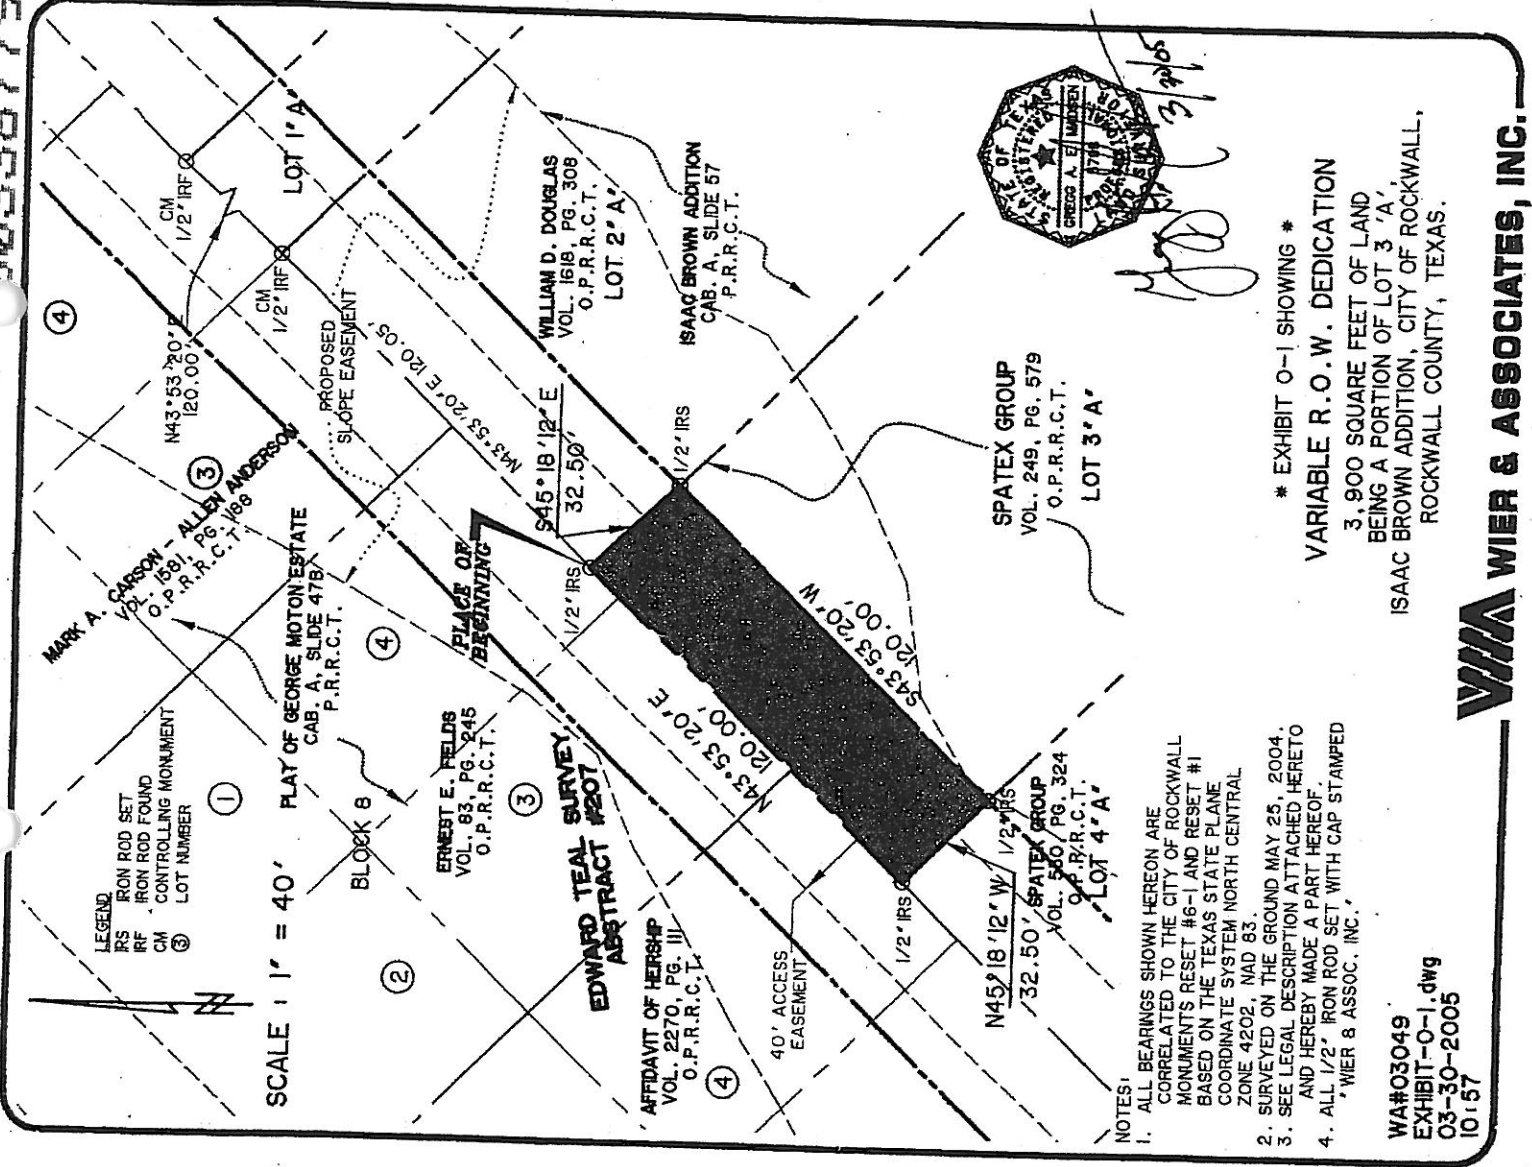 LEGEND
IRS IRON ROD SET
IRF IRON ROD FOUND
CM CONTROLLING MONUMENT
③ LOT NUMBER
SCALE : 1" = 40'
MARK A. CARSON - ALLEN ANDERSON
VOL. 1581, PG. 188
O.P.R.R.C.T.
PLAT OF GEORGE MOTON ESTATE
CAB. A, SLIDE 47B
P.R.R.C.T.
BLOCK 8
①
②
③
④
③
④
④
ERNEST E. FIELDS
VOL. 83, PG. 245
O.P.R.R.C.T.
EDWARD TEAL SURVEY
ABSTRACT #207
AFFIDAVIT OF HEIRSHIP
VOL. 2270, PG. 111
O.P.R.R.C.T.
40' ACCESS
EASEMENT
N43°53'20"E
120.00'
CM
1/2" IRF
CM
1/2" IRF
LOT 1 "A"
PROPOSED
SLOPE EASEMENT
N43°53'20"E 120.05'
WILLIAM D. DOUGLAS
VOL. 1618, PG. 308
O.P.R.R.C.T.
LOT 2 "A"
ISAAC BROWN ADDITION
CAB. A, SLIDE 57
P.R.R.C.T.
PLACE OF
BEGINNING
S45°18'12"E
32.50'
1/2" IRS
1/2" IRS
N43°53'20"E
120.00'
S43°53'20"W
120.00'
1/2" IRS
1/2" IRS
N45°18'12"W
32.50'
SPATEX GROUP
VOL. 249, PG. 579
O.P.R.R.C.T.
LOT 3 "A"
SPATEX GROUP
VOL. 550, PG. 324
O.P.R.R.C.T.
LOT 4 "A"
STATE OF TEXAS
REGISTERED
GREGG A. E. MADSEN
PROFESSIONAL
LAND SURVEYOR
3/30/05
NOTES:
1. ALL BEARINGS SHOWN HEREON ARE
CORRELATED TO THE CITY OF ROCKWALL
MONUMENTS RESET #6-1 AND RESET #1
BASED ON THE TEXAS STATE PLANE
COORDINATE SYSTEM NORTH CENTRAL
ZONE 4202, NAD 83.
2. SURVEYED ON THE GROUND MAY 25, 2004.
3. SEE LEGAL DESCRIPTION ATTACHED HERETO
AND HEREBY MADE A PART HEREOF.
4. ALL 1/2" IRON ROD SET WITH CAP STAMPED
"WIER & ASSOC. INC."
* EXHIBIT O-1 SHOWING *
VARIABLE R.O.W. DEDICATION
3,900 SQUARE FEET OF LAND
BEING A PORTION OF LOT 3 'A',
ISAAC BROWN ADDITION, CITY OF ROCKWALL,
ROCKWALL COUNTY, TEXAS.
WA#03049
EXHIBIT-O-1.dwg
03-30-2005
10:57
WIER & ASSOCIATES, INC.